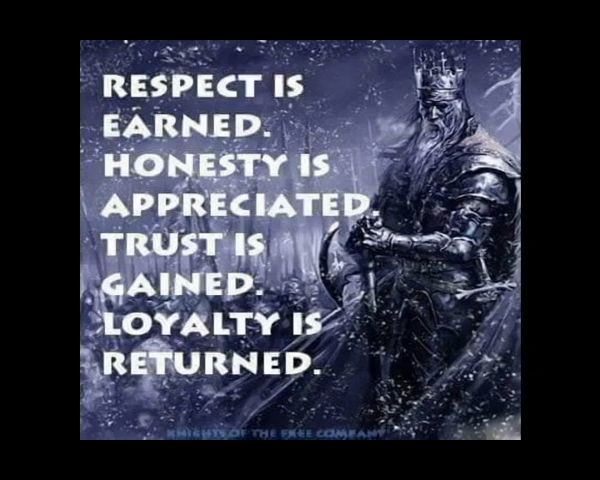 RESPECT IS
EARNED.
HONESTY IS
APPRECIATED.
TRUST IS
GAINED.
LOYALTY IS
RETURNED.
KNIGHTS OF THE FREE COMPANY